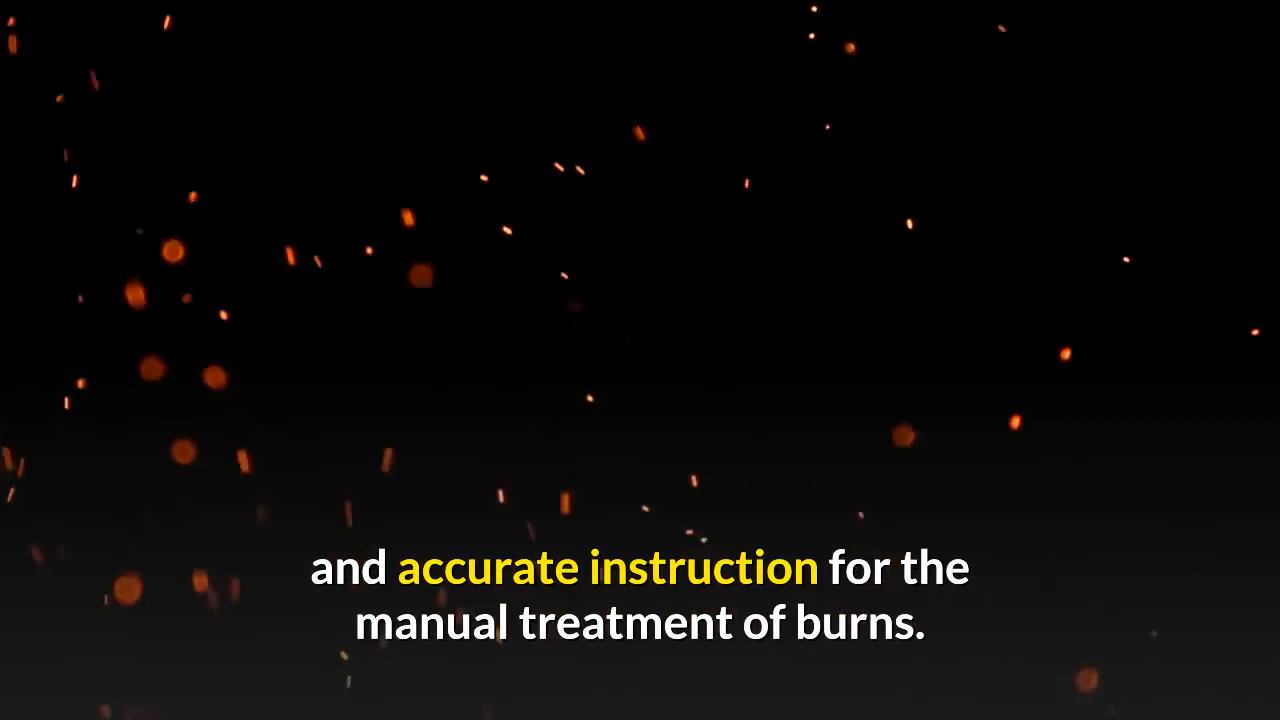 and accurate instruction for the
manual treatment of burns.